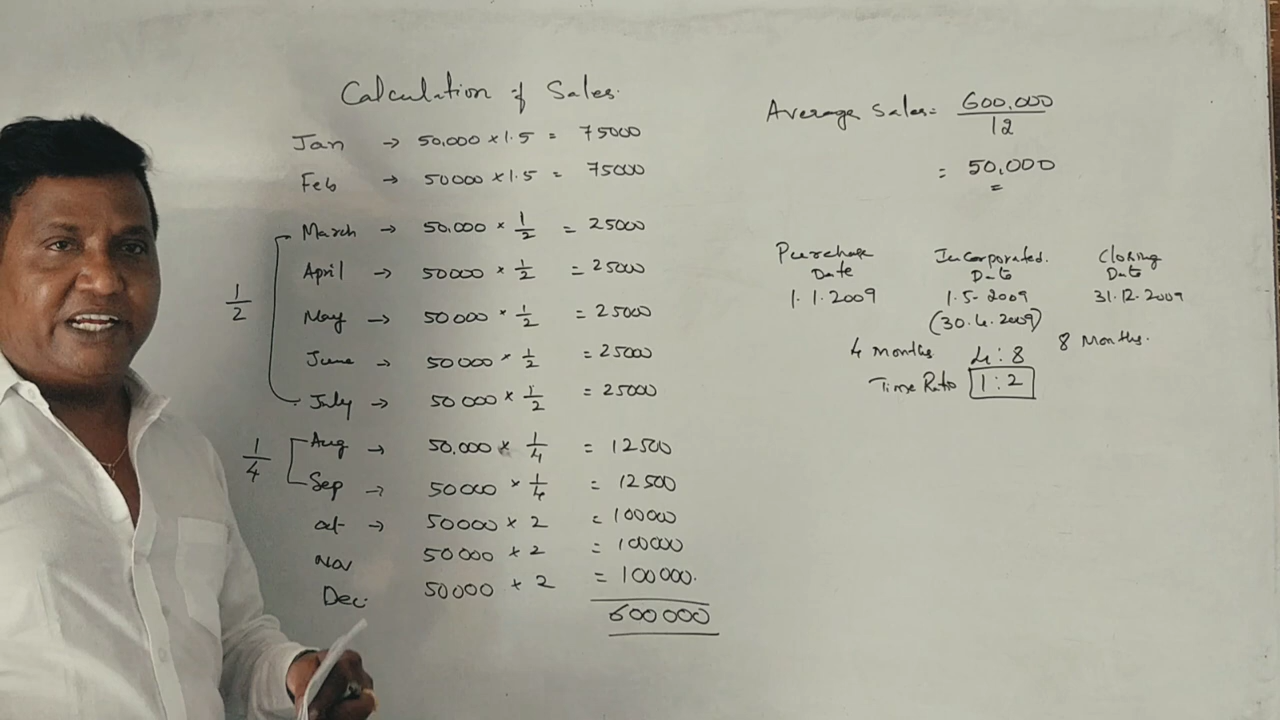 Calculation of Sales.
Jan → 50,000 × 1.5 = 75000
Feb → 50000 × 1.5 = 75000
March → 50,000 × 1/2 = 25000
April → 50000 × 1/2 = 25000
May → 50000 × 1/2 = 25000
June → 50000 × 1/2 = 25000
July → 50000 × 1/2 = 25000
1/2
Aug → 50,000 × 1/4 = 12500
Sep → 50000 × 1/4 = 12500
1/4
Oct → 50000 × 2 = 100000
Nov 50000 × 2 = 100000
Dec. 50000 × 2 = 100000.
600000
Average Sales = 600,000 / 12
= 50,000
Purchase Date Incorporated. Date Closing Date
1.1.2009 1.5.2009 31.12.2009
(30.4.2009)
4 Months 4:8 8 Months.
Time Ratio 1:2